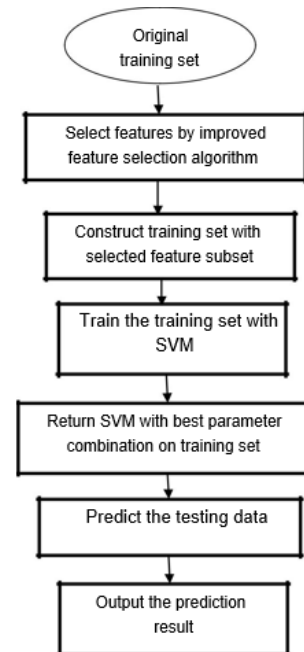 Original
training set
Select features by improved
feature selection algorithm
Construct training set with
selected feature subset
Train the training set with
SVM
Return SVM with best parameter
combination on training set
Predict the testing data
Output the prediction
result